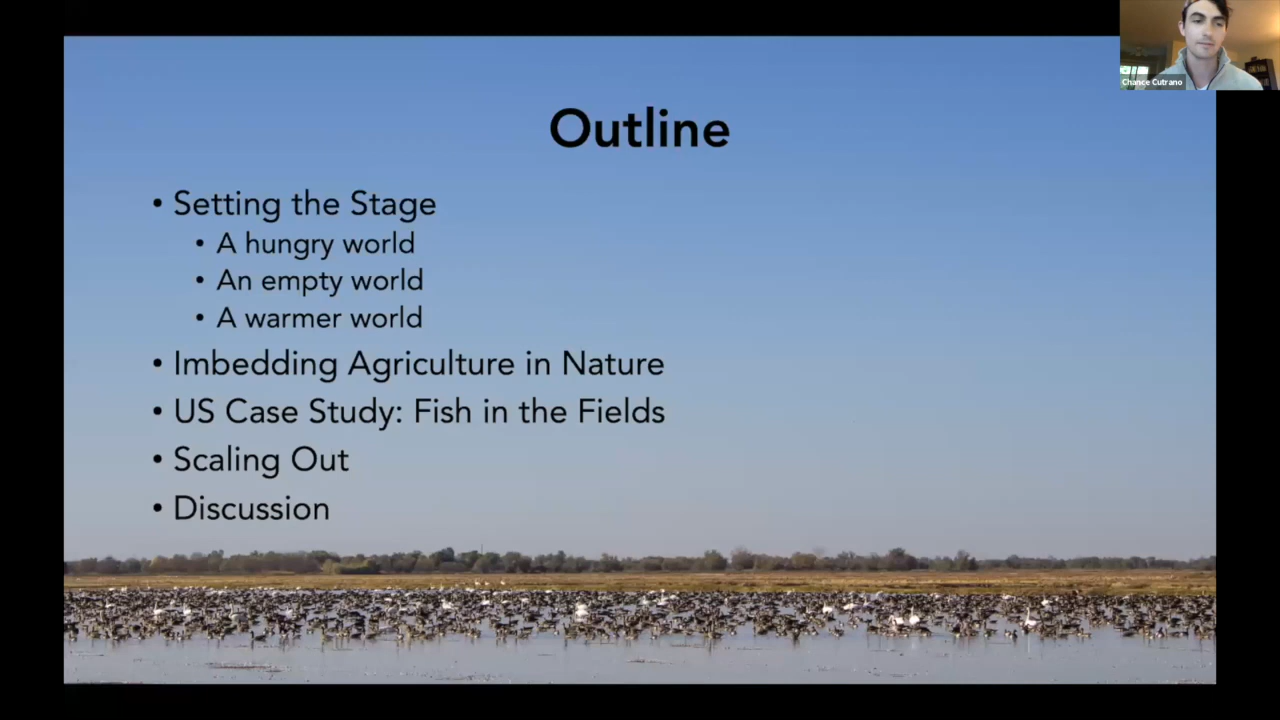 Chance Cutrano
Outline
• Setting the Stage
• A hungry world
• An empty world
• A warmer world
• Imbedding Agriculture in Nature
• US Case Study: Fish in the Fields
• Scaling Out
• Discussion